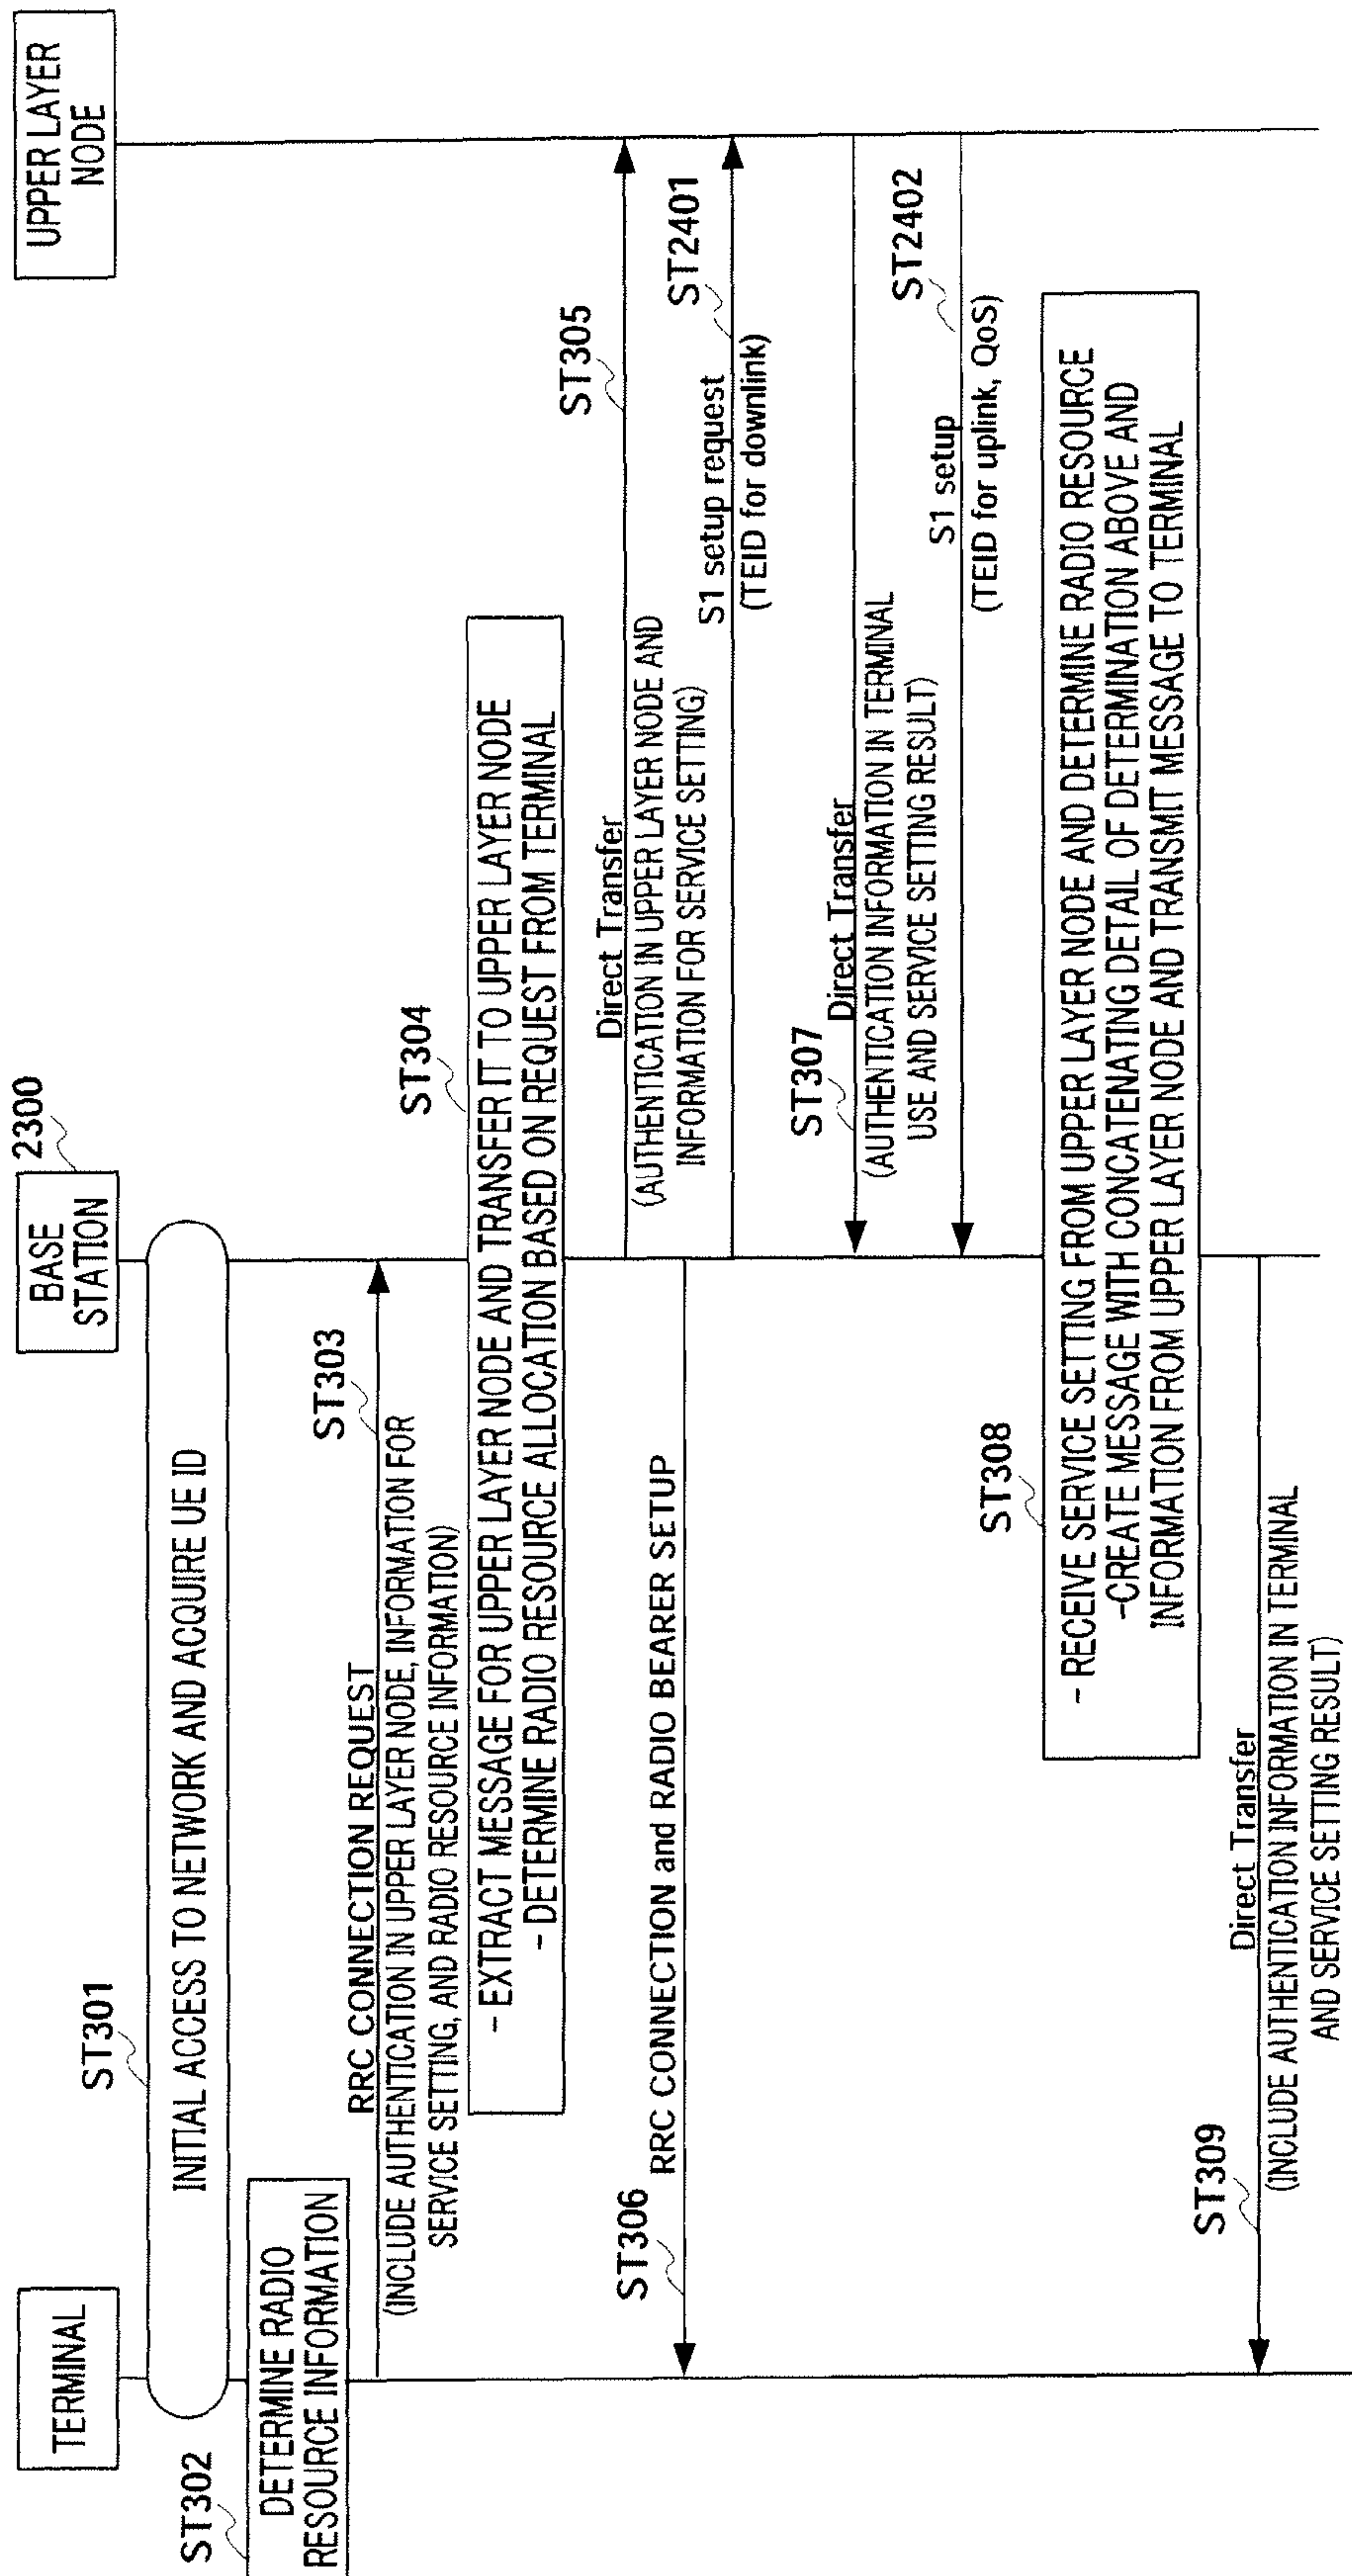 TERMINAL
BASE
STATION
2300
UPPER LAYER
NODE
ST301
INITIAL ACCESS TO NETWORK AND ACQUIRE UE ID
ST302
DETERMINE RADIO
RESOURCE INFORMATION
ST303
RRC CONNECTION REQUEST
(INCLUDE AUTHENTICATION IN UPPER LAYER NODE, INFORMATION FOR
SERVICE SETTING, AND RADIO RESOURCE INFORMATION)
ST304
- EXTRACT MESSAGE FOR UPPER LAYER NODE AND TRANSFER IT TO UPPER LAYER NODE
- DETERMINE RADIO RESOURCE ALLOCATION BASED ON REQUEST FROM TERMINAL
ST305
Direct Transfer
(AUTHENTICATION IN UPPER LAYER NODE AND
INFORMATION FOR SERVICE SETTING)
ST306
RRC CONNECTION and RADIO BEARER SETUP
ST2401
S1 setup request
(TEID for downlink)
ST307
Direct Transfer
(AUTHENTICATION INFORMATION IN TERMINAL
USE AND SERVICE SETTING RESULT)
ST2402
S1 setup
(TEID for uplink, QoS)
ST308
- RECEIVE SERVICE SETTING FROM UPPER LAYER NODE AND DETERMINE RADIO RESOURCE
-CREATE MESSAGE WITH CONCATENATING DETAIL OF DETERMINATION ABOVE AND
INFORMATION FROM UPPER LAYER NODE AND TRANSMIT MESSAGE TO TERMINAL
ST309
Direct Transfer
(INCLUDE AUTHENTICATION INFORMATION IN TERMINAL
AND SERVICE SETTING RESULT)